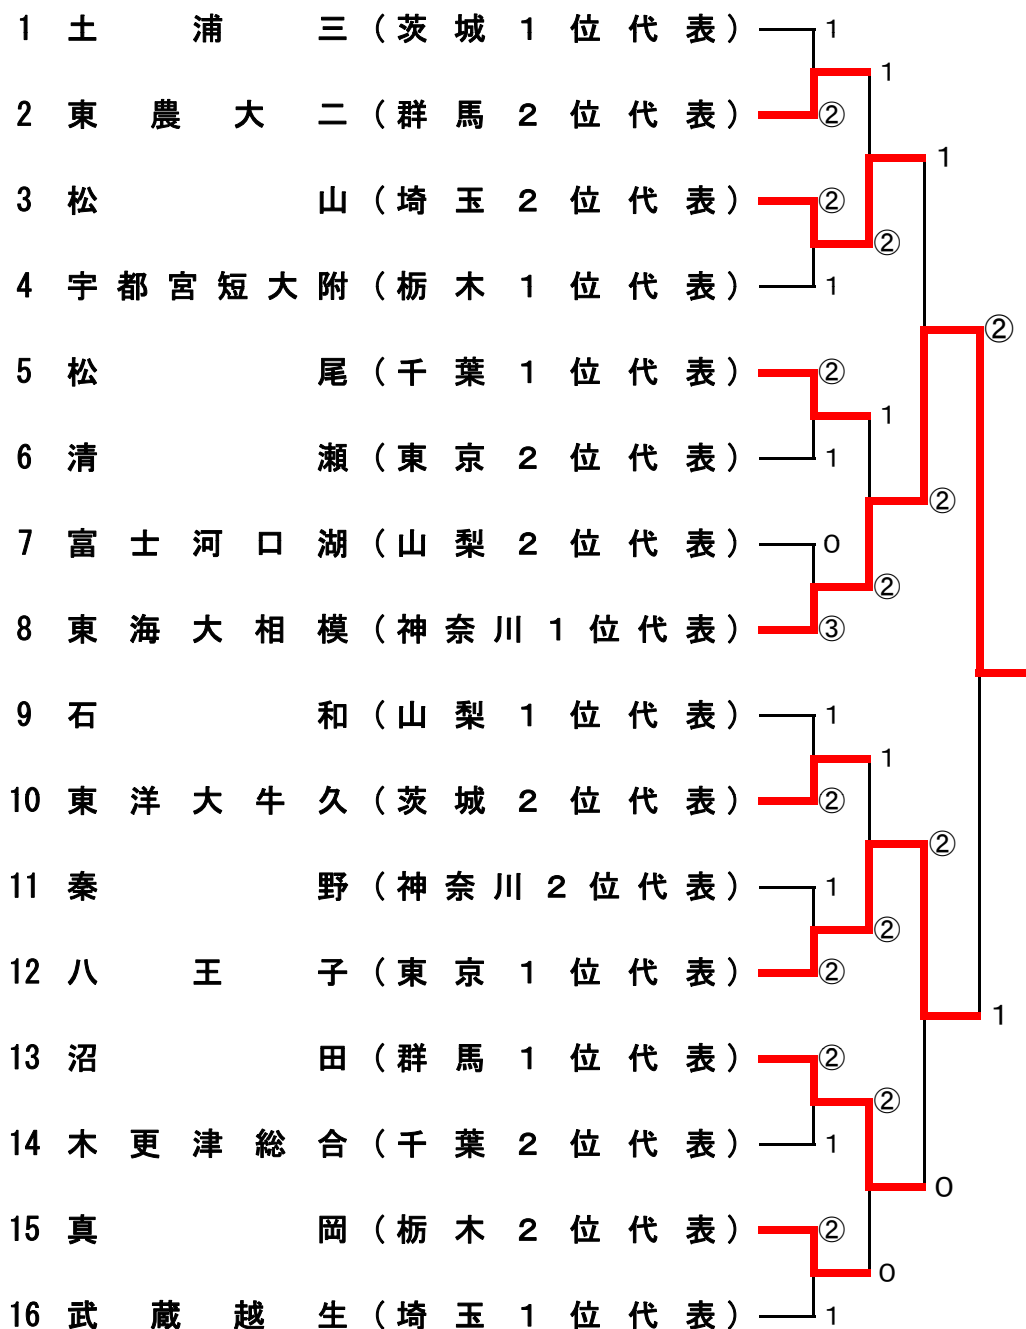 1 土浦三(茨城1位代表) 1
1
2 東農大二(群馬2位代表) ②
1
3 松山(埼玉2位代表) ②
②
4 宇都宮短大附(栃木1位代表) 1
②
5 松尾(千葉1位代表) ②
1
6 清瀬(東京2位代表) 1
②
7 富士河口湖(山梨2位代表) 0
②
8 東海大相模(神奈川1位代表) ③
9 石和(山梨1位代表) 1
1
10 東洋大牛久(茨城2位代表) ②
②
11 秦野(神奈川2位代表) 1
②
12 八王子(東京1位代表) ②
1
13 沼田(群馬1位代表) ②
②
14 木更津総合(千葉2位代表) 1
0
15 真岡(栃木2位代表) ②
0
16 武蔵越生(埼玉1位代表) 1